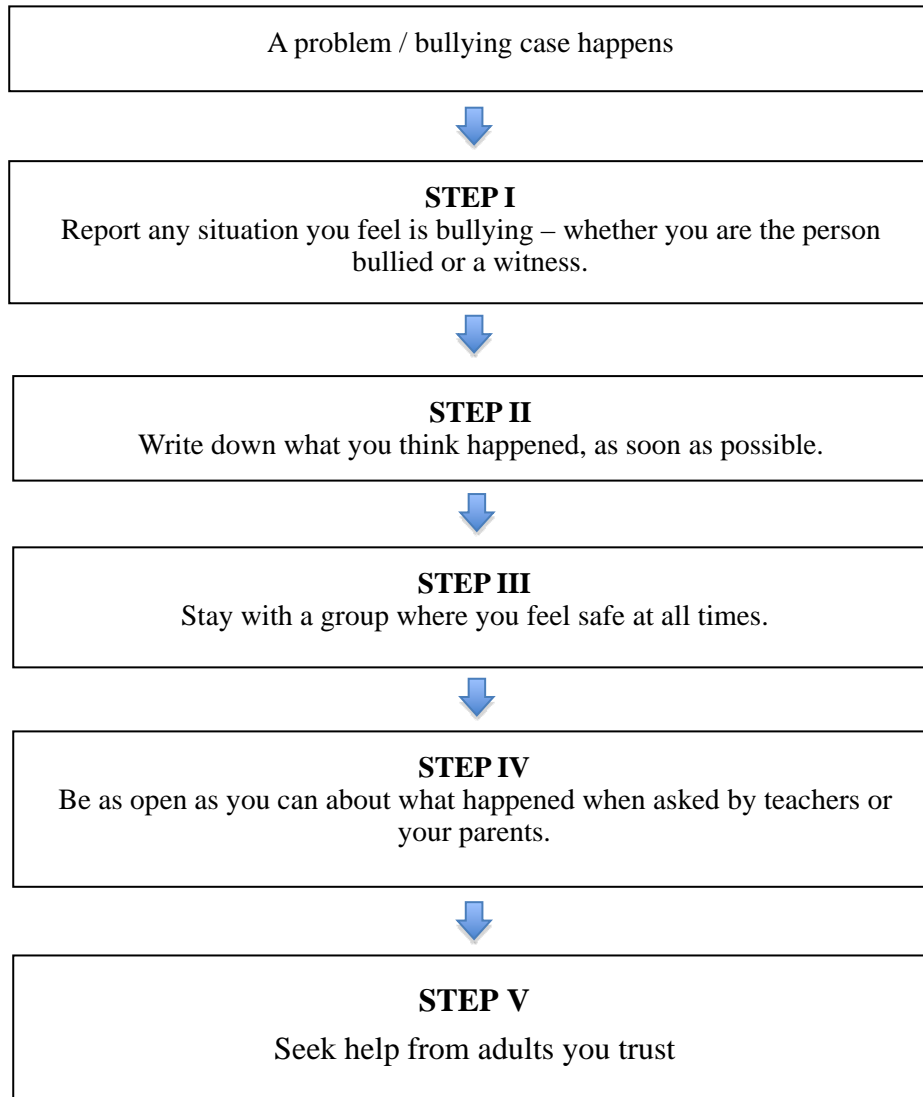 A problem / bullying case happens
STEP I
Report any situation you feel is bullying – whether you are the person
bullied or a witness.
STEP II
Write down what you think happened, as soon as possible.
STEP III
Stay with a group where you feel safe at all times.
STEP IV
Be as open as you can about what happened when asked by teachers or
your parents.
STEP V
Seek help from adults you trust